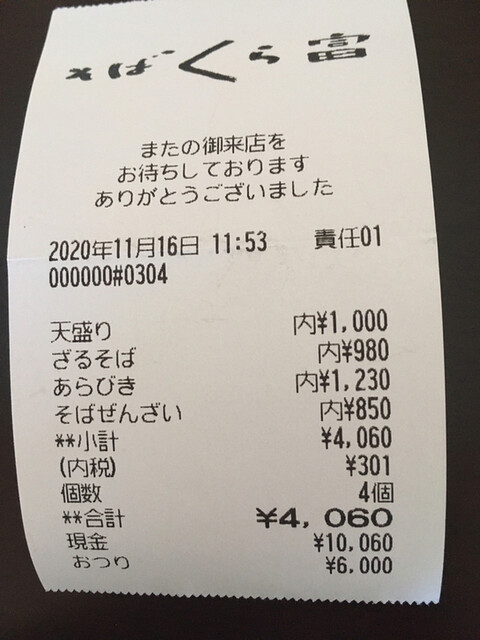 またの御来店を
お待ちしております
ありがとうございました
2020年11月16日 11:53 責任01
000000#0304
天盛り 内¥1,000
ざるそば 内¥980
あらびき 内¥1,230
そばぜんざい 内¥850
**小計 ¥4,060
(内税) ¥301
個数 4個
**合計 ¥4,060
現金 ¥10,060
おつり ¥6,000